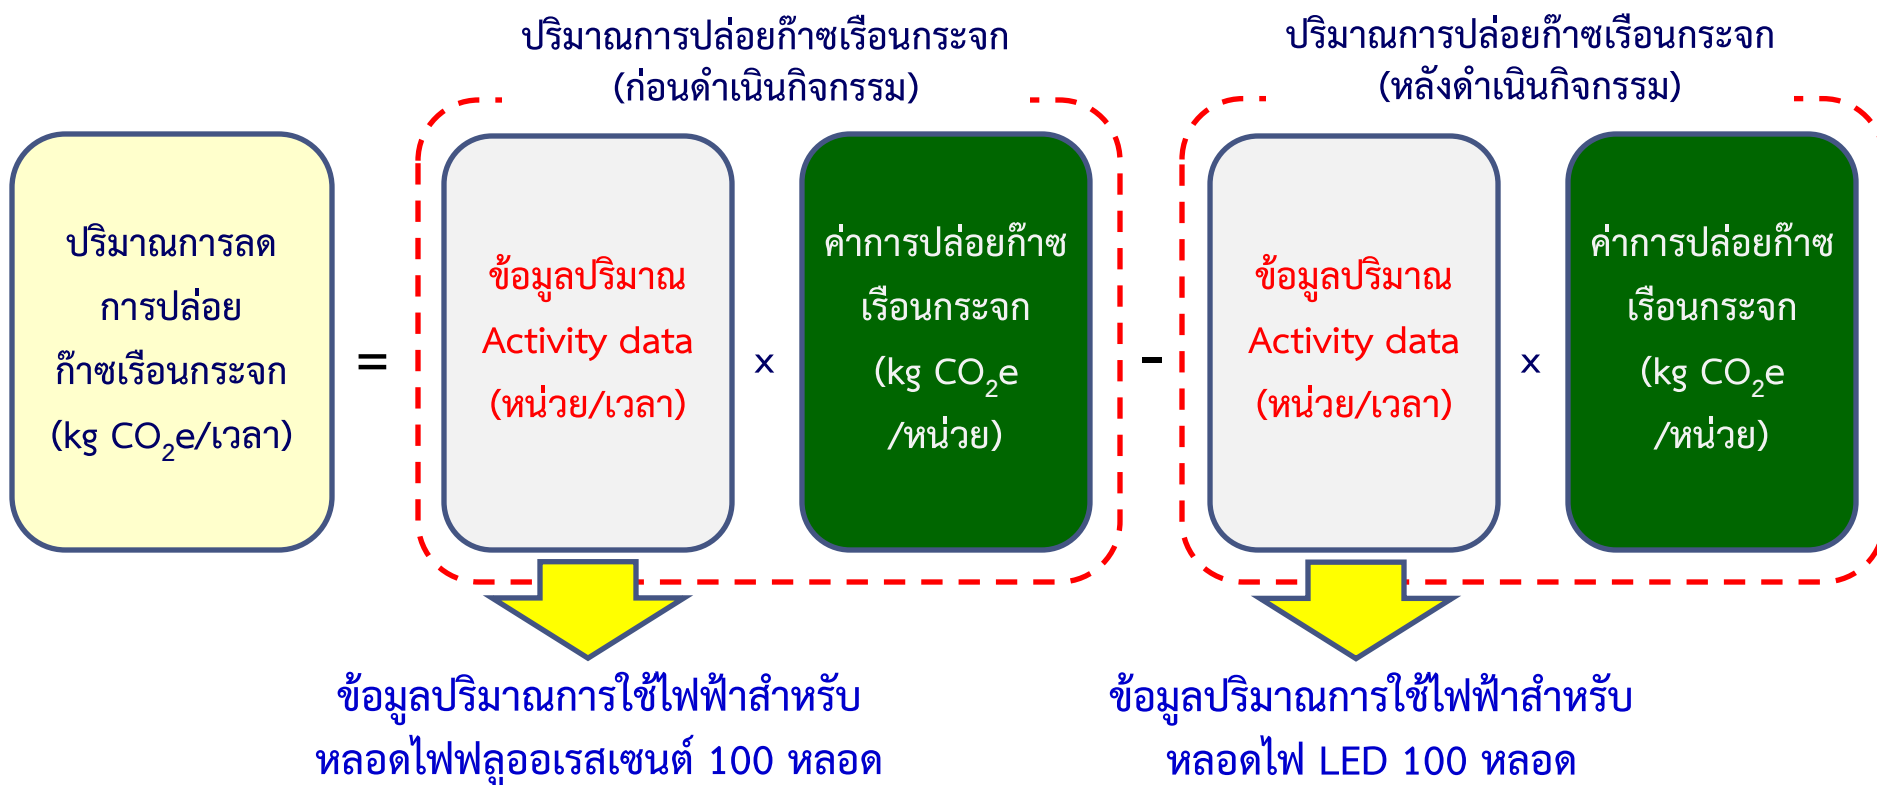 ปริมาณการปล่อยก๊าซเรือนกระจก
(ก่อนดำเนินกิจกรรม)
ปริมาณการปล่อยก๊าซเรือนกระจก
(หลังดำเนินกิจกรรม)
ปริมาณการลด
การปล่อย
ก๊าซเรือนกระจก
(kg CO₂e/เวลา)
=
ข้อมูลปริมาณ
Activity data
(หน่วย/เวลา)
x
ค่าการปล่อยก๊าซ
เรือนกระจก
(kg CO₂e
/หน่วย)
-
ข้อมูลปริมาณ
Activity data
(หน่วย/เวลา)
x
ค่าการปล่อยก๊าซ
เรือนกระจก
(kg CO₂e
/หน่วย)
ข้อมูลปริมาณการใช้ไฟฟ้าสำหรับ
หลอดไฟฟลูออเรสเซนต์ 100 หลอด
ข้อมูลปริมาณการใช้ไฟฟ้าสำหรับ
หลอดไฟ LED 100 หลอด